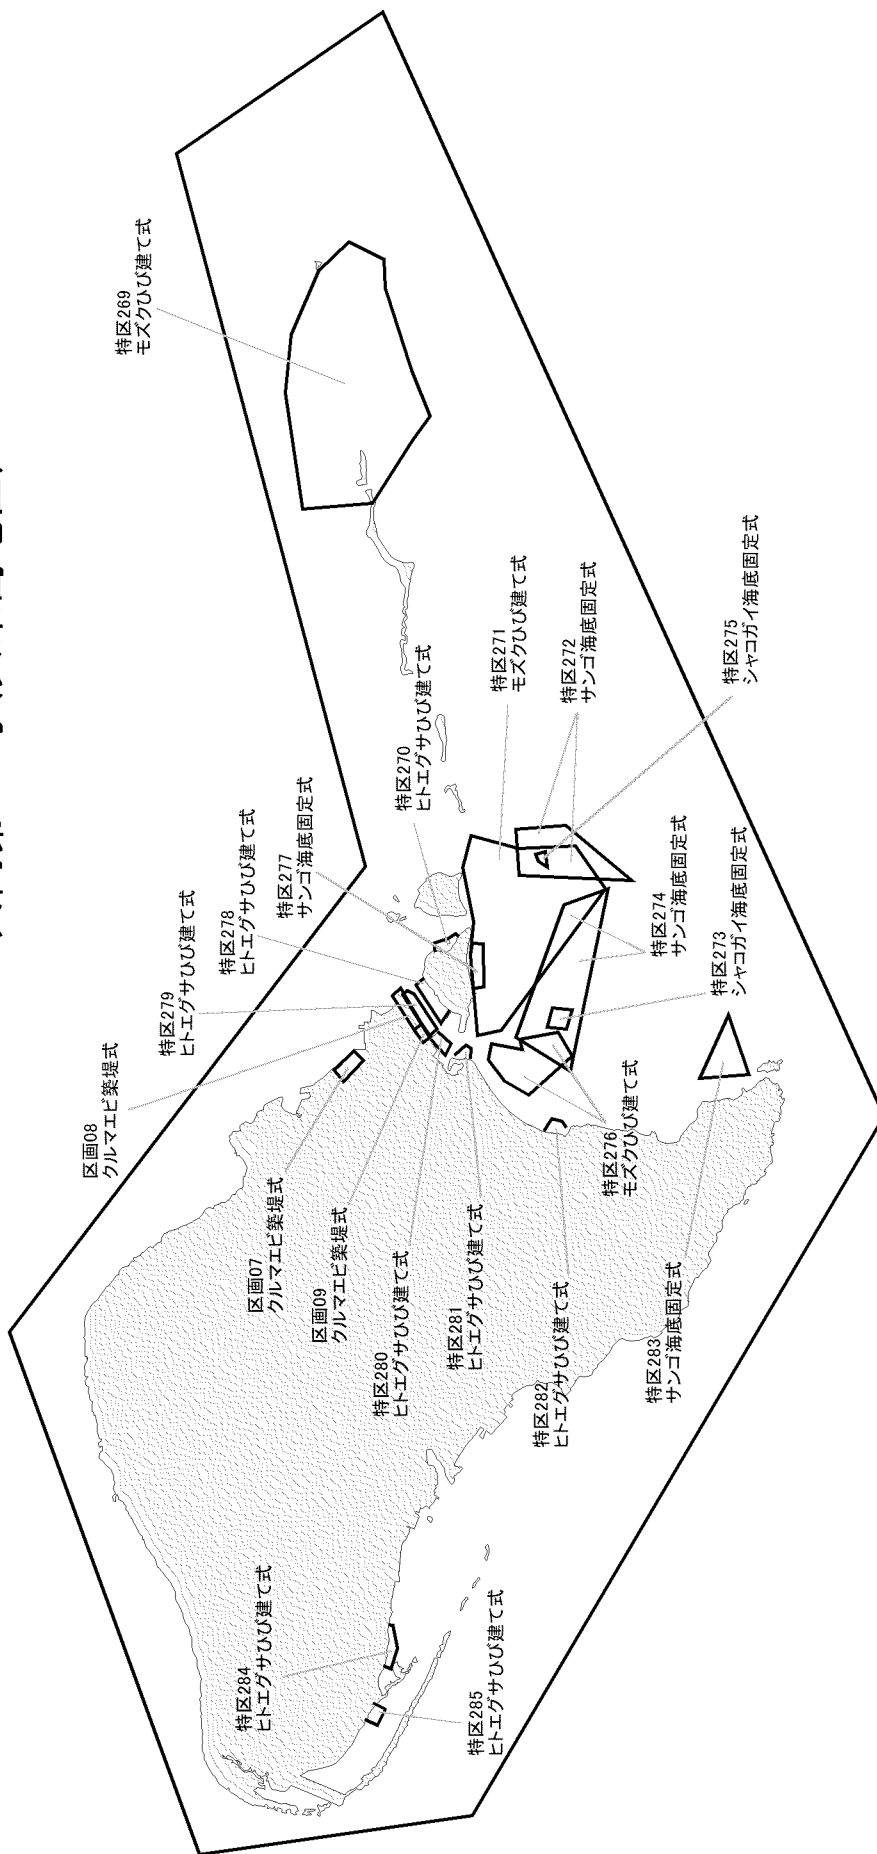 特区269
モズクひび建て式
特区270
ヒトエグサひび建て式
特区271
モズクひび建て式
特区272
サンゴ海底固定式
特区275
シャコガイ海底固定式
特区277
サンゴ海底固定式
特区278
ヒトエグサひび建て式
特区279
ヒトエグサひび建て式
区画08
クルマエビ築堤式
特区274
サンゴ海底固定式
特区273
シャコガイ海底固定式
特区276
モズクひび建て式
区画07
クルマエビ築堤式
区画09
クルマエビ築堤式
特区280
ヒトエグサひび建て式
特区281
ヒトエグサひび建て式
特区282
ヒトエグサひび建て式
特区283
サンゴ海底固定式
特区284
ヒトエグサひび建て式
特区285
ヒトエグサひび建て式